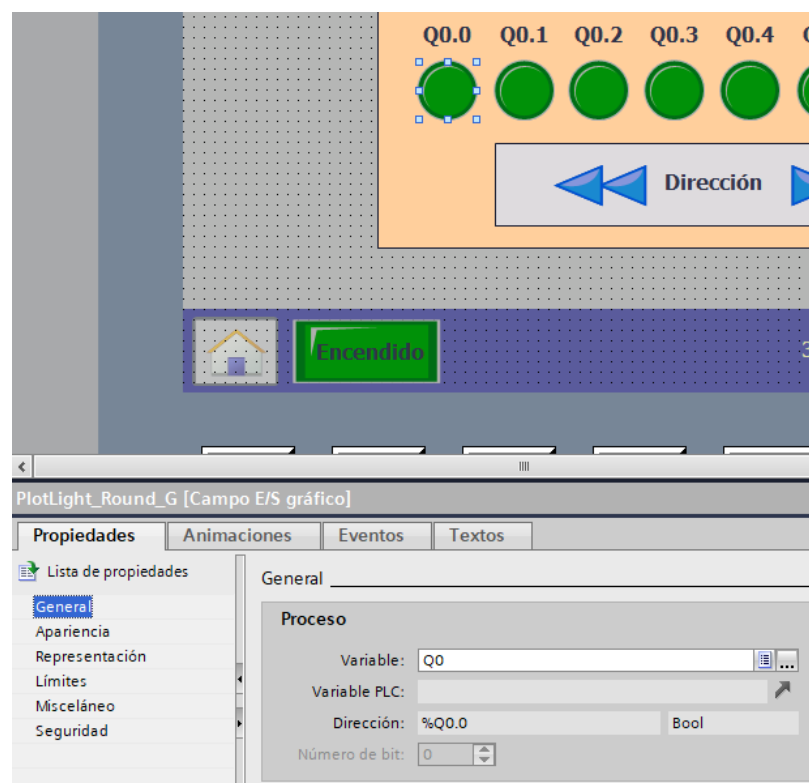 Q0.0 Q0.1 Q0.2 Q0.3 Q0.4
Dirección
Encendido
PlotLight_Round_G [Campo E/S gráfico]
Propiedades Animaciones Eventos Textos
Lista de propiedades
General
Apariencia
Representación
Límites
Misceláneo
Seguridad
General
Proceso
Variable: Q0 ...
Variable PLC:
Dirección: %Q0.0 Bool
Número de bit: 0